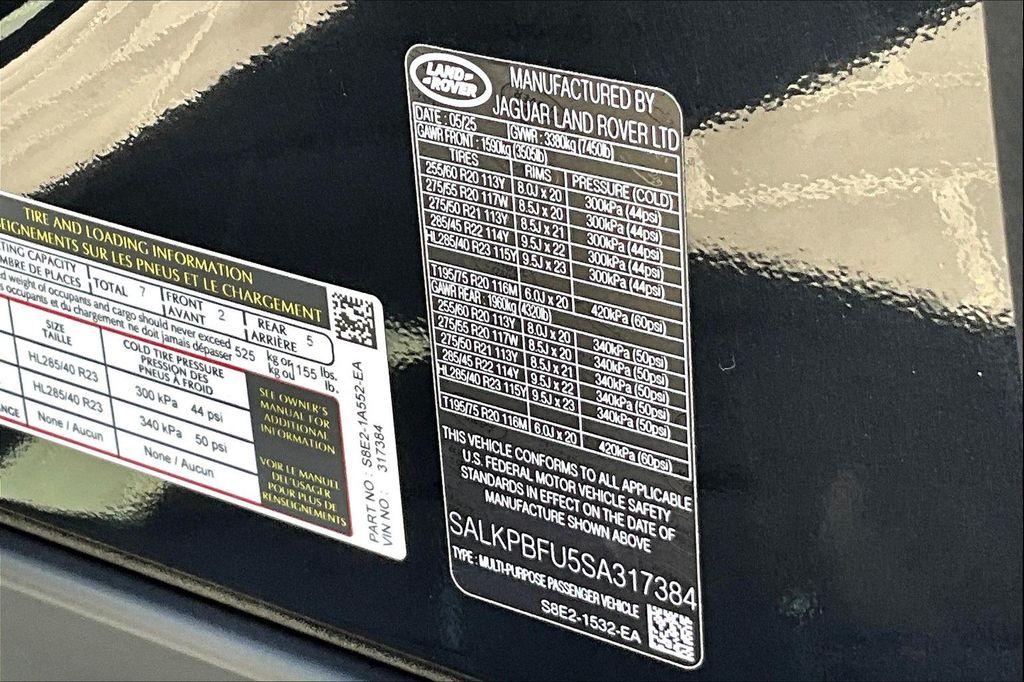 LAND ROVER
MANUFACTURED BY
JAGUAR LAND ROVER LTD
DATE : 05/25 GVWR : 3380kg (7450lb)
GAWR FRONT : 1590kg (3505lb)
TIRES RIMS PRESSURE (COLD)
255/60 R20 113Y 8.0J x 20 300kPa (44psi)
275/55 R20 117W 8.5J x 20 300kPa (44psi)
275/50 R21 113Y 8.5J x 21 300kPa (44psi)
285/45 R22 114Y 9.5J x 22 300kPa (44psi)
HL285/40 R23 115Y 9.5J x 23 300kPa (44psi)
T195/75 R20 116M 6.0J x 20 420kPa (60psi)
GAWR REAR : 1960kg (4320lb)
255/60 R20 113Y 8.0J x 20 340kPa (50psi)
275/55 R20 117W 8.5J x 20 340kPa (50psi)
275/50 R21 113Y 8.5J x 21 340kPa (50psi)
285/45 R22 114Y 9.5J x 22 340kPa (50psi)
HL285/40 R23 115Y 9.5J x 23 340kPa (50psi)
T195/75 R20 116M 6.0J x 20 420kPa (60psi)
THIS VEHICLE CONFORMS TO ALL APPLICABLE
U.S. FEDERAL MOTOR VEHICLE SAFETY
STANDARDS IN EFFECT ON THE DATE OF
MANUFACTURE SHOWN ABOVE
SALKPBFU5SA317384
TYPE : MULTI-PURPOSE PASSENGER VEHICLE
S8E2-1532-EA
TIRE AND LOADING INFORMATION
EIGNEMENTS SUR LES PNEUS ET LE CHARGEMENT
TING CAPACITY
MBRE DE PLACES
TOTAL 7
FRONT
AVANT 2
REAR
ARRIÈRE 5
d weight of occupants and cargo should never exceed
s occupants et du chargement ne doit jamais dépasser
525 kg or
kg ou 1155 lbs.
lb.
SIZE
TAILLE
COLD TIRE PRESSURE
PRESSION DES
PNEUS À FROID
HL285/40 R23 300 kPa 44 psi
HL285/40 R23 340 kPa 50 psi
ANGE None / Aucun None / Aucun
SEE OWNER'S
MANUAL FOR
ADDITIONAL
INFORMATION
VOIR LE MANUEL
DE L'USAGER
POUR PLUS DE
RENSEIGNEMENTS
PART NO : S8E2-1A552-EA
VIN NO : 317384